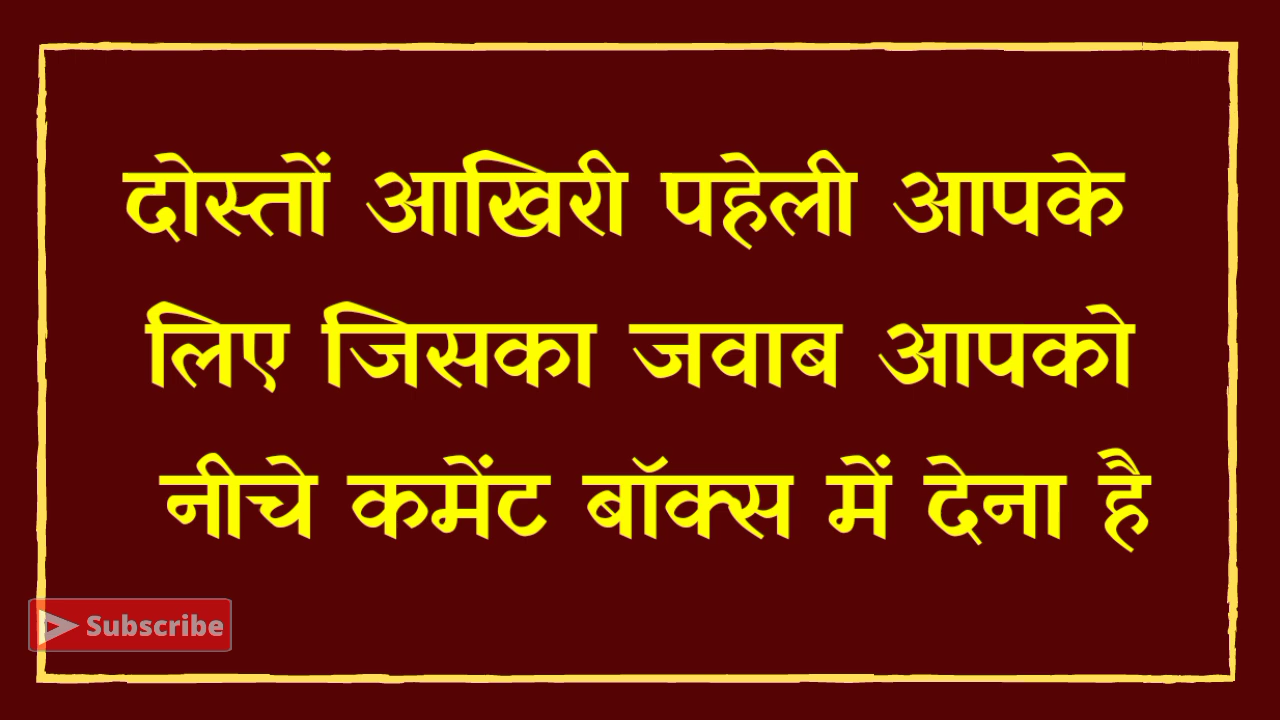 दोस्तों आखिरी पहेली आपके
लिए जिसका जवाब आपको
नीचे कमेंट बॉक्स में देना है
Subscribe